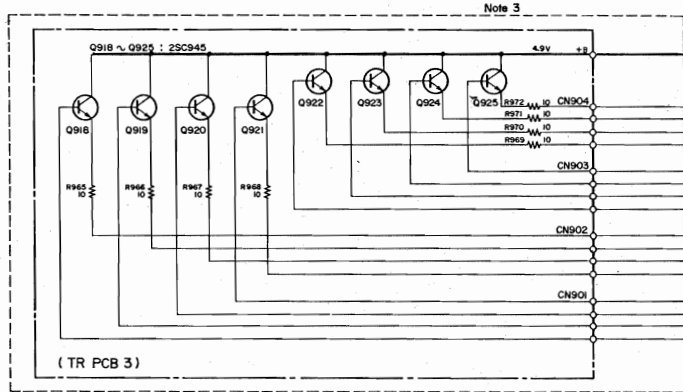 Note 3
Q918 ~ Q925 : 2SC945
4.9V
+B
Q918
Q919
Q920
Q921
Q922
Q923
Q924
Q925
R972 10
CN904
R971 10
R970 10
R969 10
CN903
R965 10
R966 10
R967 10
R968 10
CN902
CN901
( TR PCB 3 )